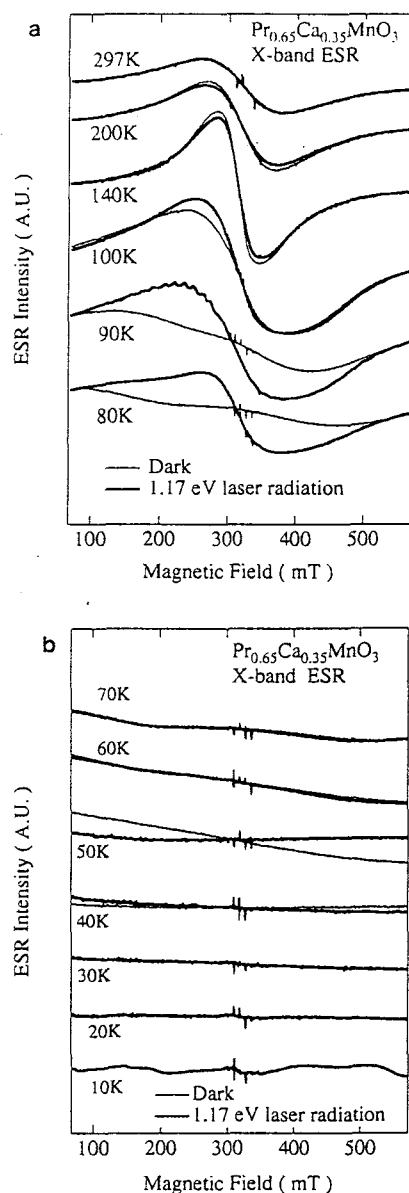 a
Pr0.65Ca0.35MnO3
X-band ESR
297K
200K
140K
100K
90K
80K
Dark
1.17 eV laser radiation
ESR Intensity ( A.U. )
100 200 300 400 500
Magnetic Field ( mT )
b
Pr0.65Ca0.35MnO3
X-band ESR
70K
60K
50K
40K
30K
20K
10K
Dark
1.17 eV laser radiation
ESR Intensity ( A.U. )
100 200 300 400 500
Magnetic Field ( mT )